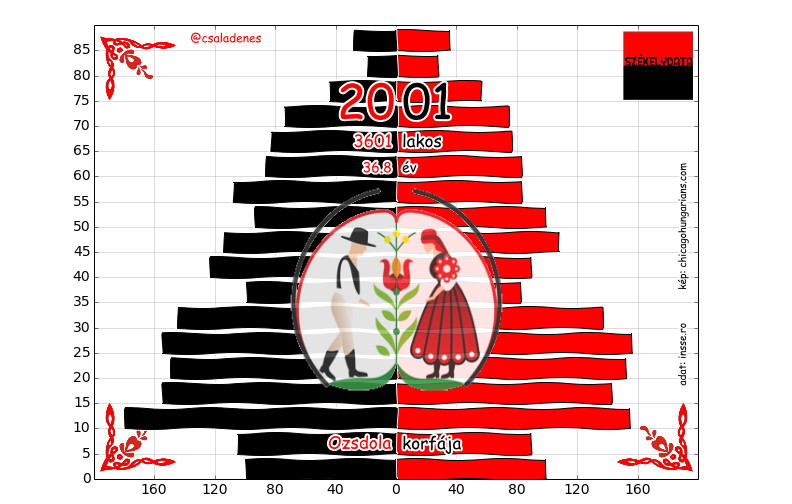 @csaladenes
SZÉKELYDATA
2001
3601 lakos
36.8 év
kép: chicagohungarians.com
adat: insse.ro
Ozsdola korfája
85
80
75
70
65
60
55
50
45
40
35
30
25
20
15
10
5
0
160 120 80 40 0 40 80 120 160